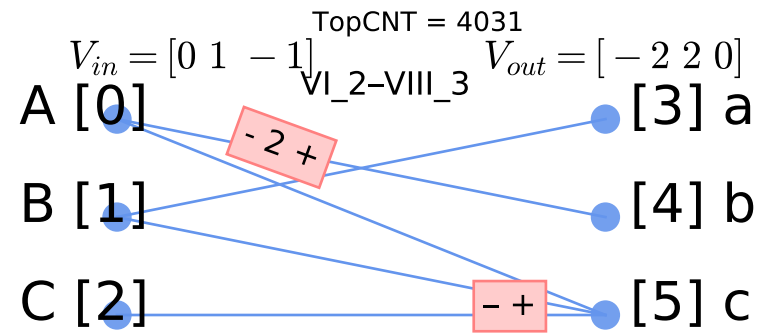 TopCNT = 4031
V_in = [0 1 − 1] V_out = [ − 2 2 0]
VI_2–VIII_3
A [0] [3] a
- 2 +
B [1] [4] b
C [2] – + [5] c